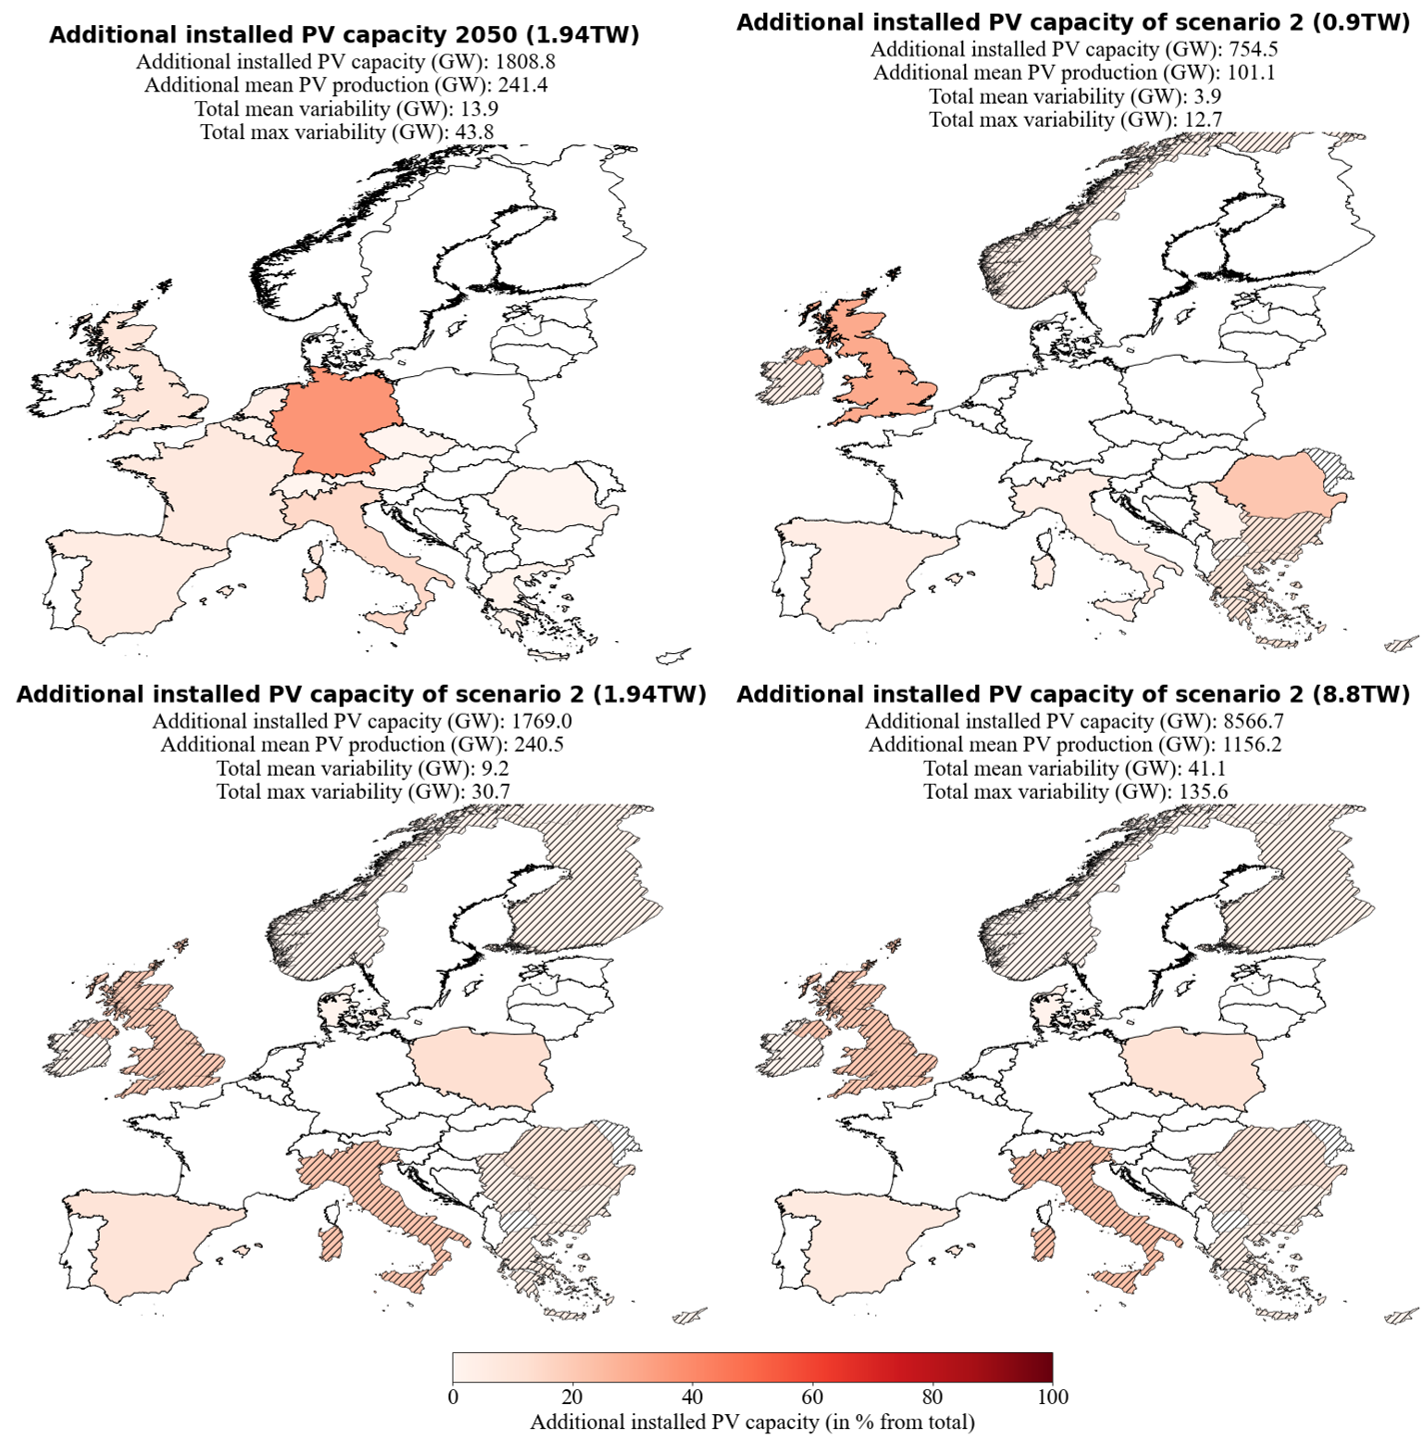 Additional installed PV capacity 2050 (1.94TW)
Additional installed PV capacity (GW): 1808.8
Additional mean PV production (GW): 241.4
Total mean variability (GW): 13.9
Total max variability (GW): 43.8
Additional installed PV capacity of scenario 2 (0.9TW)
Additional installed PV capacity (GW): 754.5
Additional mean PV production (GW): 101.1
Total mean variability (GW): 3.9
Total max variability (GW): 12.7
Additional installed PV capacity of scenario 2 (1.94TW)
Additional installed PV capacity (GW): 1769.0
Additional mean PV production (GW): 240.5
Total mean variability (GW): 9.2
Total max variability (GW): 30.7
Additional installed PV capacity of scenario 2 (8.8TW)
Additional installed PV capacity (GW): 8566.7
Additional mean PV production (GW): 1156.2
Total mean variability (GW): 41.1
Total max variability (GW): 135.6
0 20 40 60 80 100
Additional installed PV capacity (in % from total)